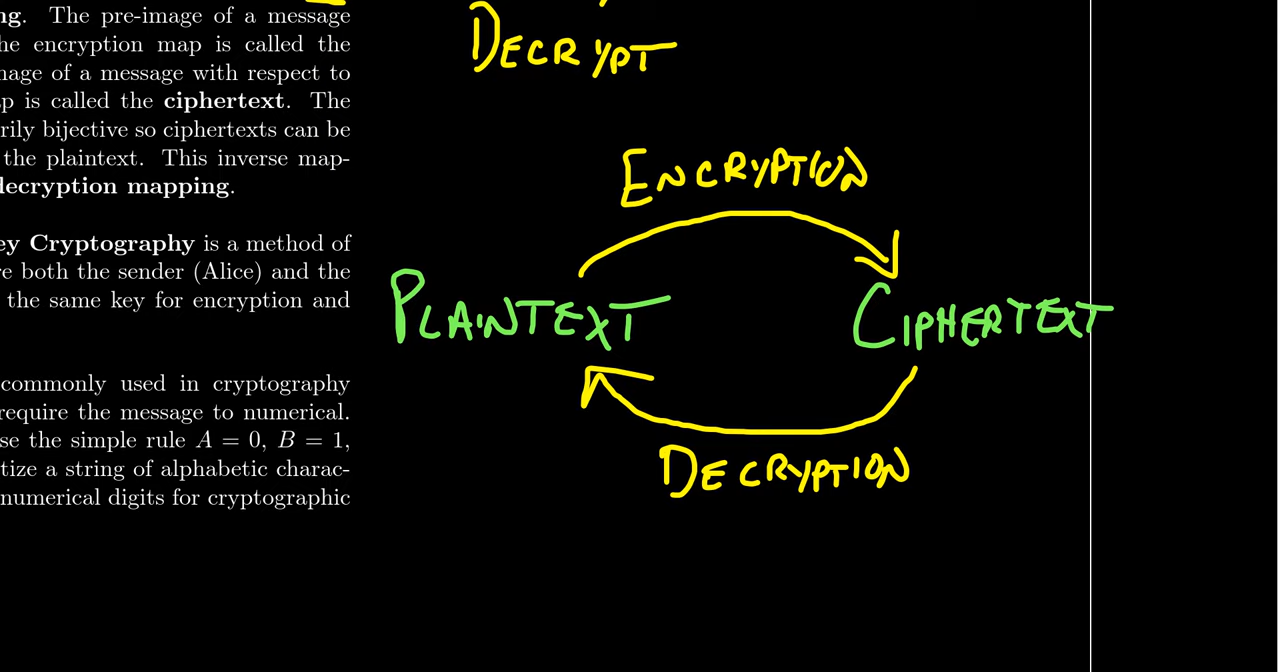 ng. The pre-image of a message
he encryption map is called the
nage of a message with respect to
p is called the ciphertext. The
rily bijective so ciphertexts can be
the plaintext. This inverse map-
decryption mapping.
ey Cryptography is a method of
re both the sender (Alice) and the
the same key for encryption and
commonly used in cryptography
require the message to numerical.
se the simple rule A = 0, B = 1,
tize a string of alphabetic charac-
numerical digits for cryptographic
DECRYPT
ENCRYPTION
PLAINTEXT
CIPHERTEXT
DECRYPTION